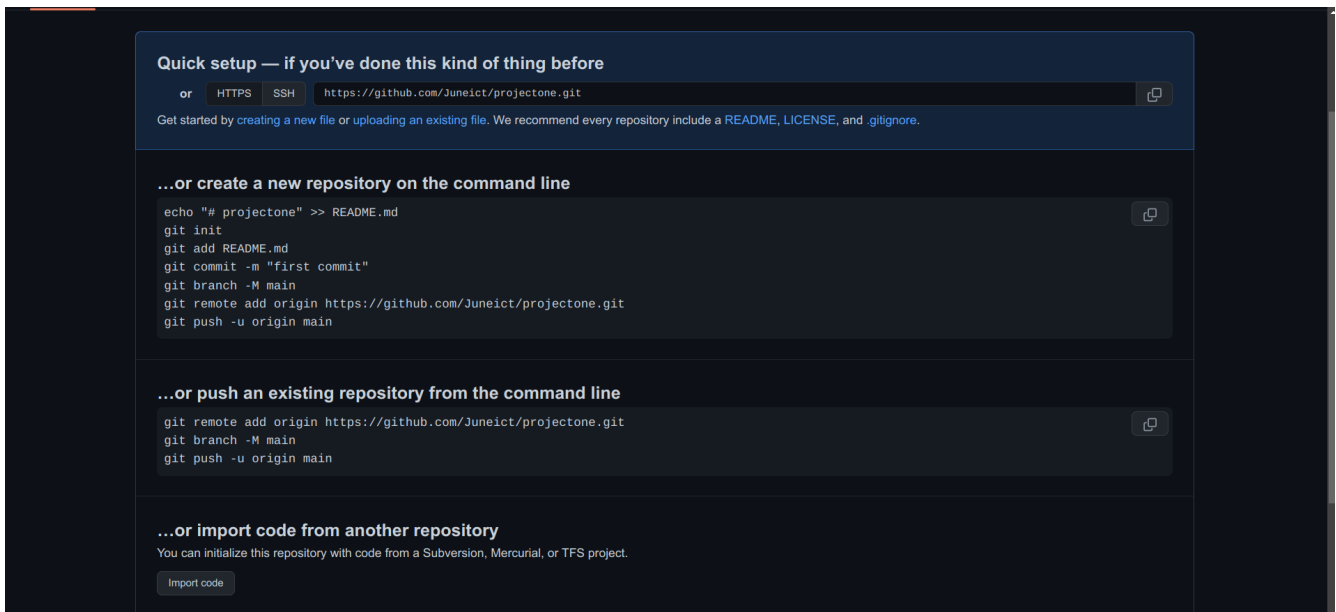 Quick setup — if you’ve done this kind of thing before
or HTTPS SSH https://github.com/Juneict/projectone.git
Get started by creating a new file or uploading an existing file. We recommend every repository include a README, LICENSE, and .gitignore.
…or create a new repository on the command line
echo "# projectone" >> README.md
git init
git add README.md
git commit -m "first commit"
git branch -M main
git remote add origin https://github.com/Juneict/projectone.git
git push -u origin main
…or push an existing repository from the command line
git remote add origin https://github.com/Juneict/projectone.git
git branch -M main
git push -u origin main
…or import code from another repository
You can initialize this repository with code from a Subversion, Mercurial, or TFS project.
Import code